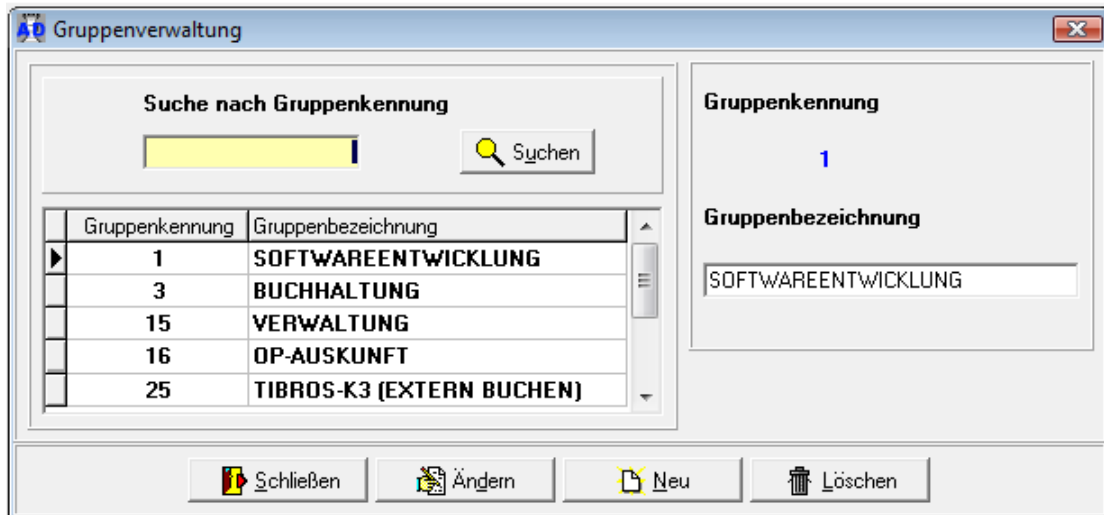 AD Gruppenverwaltung
Suche nach Gruppenkennung
Suchen
Gruppenkennung Gruppenbezeichnung
1 SOFTWAREENTWICKLUNG
3 BUCHHALTUNG
15 VERWALTUNG
16 OP-AUSKUNFT
25 TIBROS-K3 (EXTERN BUCHEN)
Gruppenkennung
1
Gruppenbezeichnung
SOFTWAREENTWICKLUNG
Schließen Ändern Neu Löschen